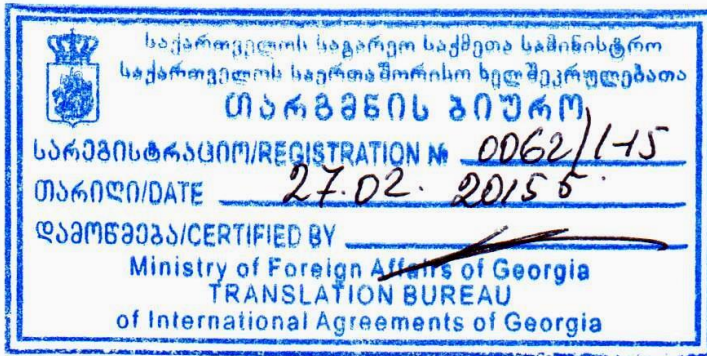 საქართველოს საგარეო საქმეთა სამინისტრო
საქართველოს საერთაშორისო ხელშეკრულებათა
თარგმნის ბიურო
სარეგისტრაციო/REGISTRATION № 0062/1-15
თარიღი/DATE 27.02. 2015 წ.
დამოწმება/CERTIFIED BY
Ministry of Foreign Affairs of Georgia
TRANSLATION BUREAU
of International Agreements of Georgia